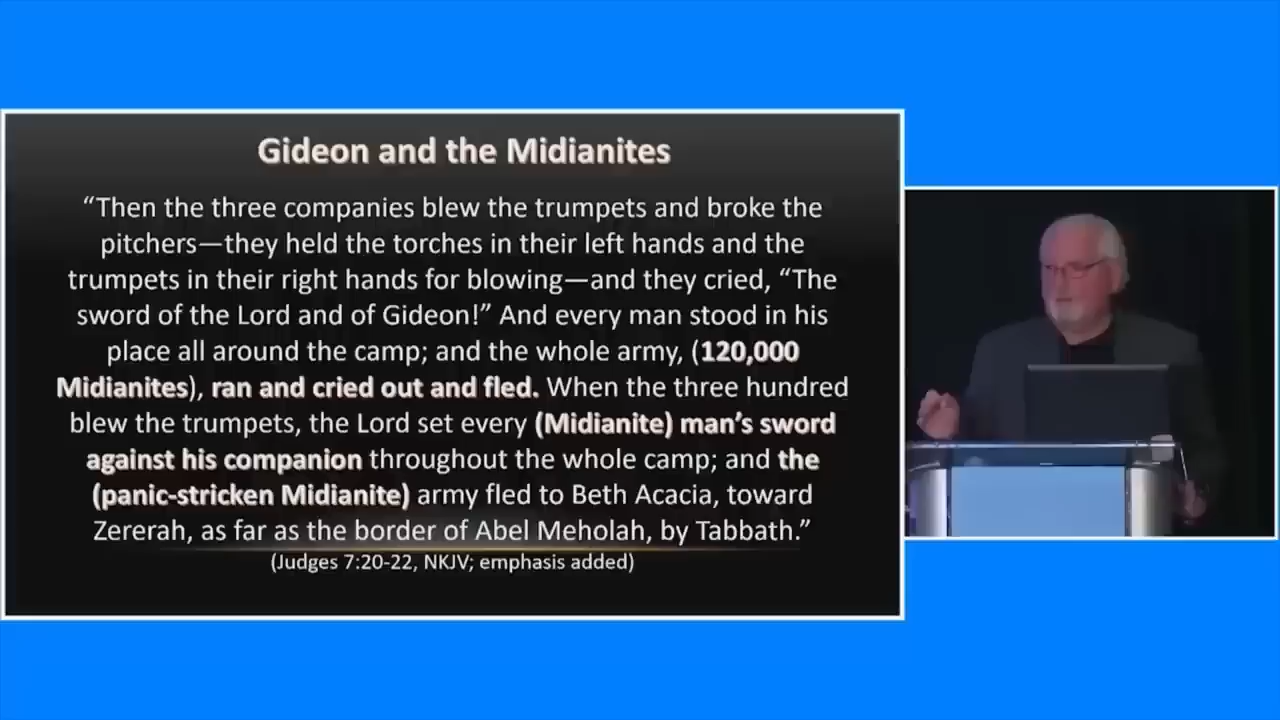 Gideon and the Midianites
“Then the three companies blew the trumpets and broke the
pitchers—they held the torches in their left hands and the
trumpets in their right hands for blowing—and they cried, “The
sword of the Lord and of Gideon!” And every man stood in his
place all around the camp; and the whole army, (120,000
Midianites), ran and cried out and fled. When the three hundred
blew the trumpets, the Lord set every (Midianite) man’s sword
against his companion throughout the whole camp; and the
(panic-stricken Midianite) army fled to Beth Acacia, toward
Zererah, as far as the border of Abel Meholah, by Tabbath.”
(Judges 7:20-22, NKJV; emphasis added)